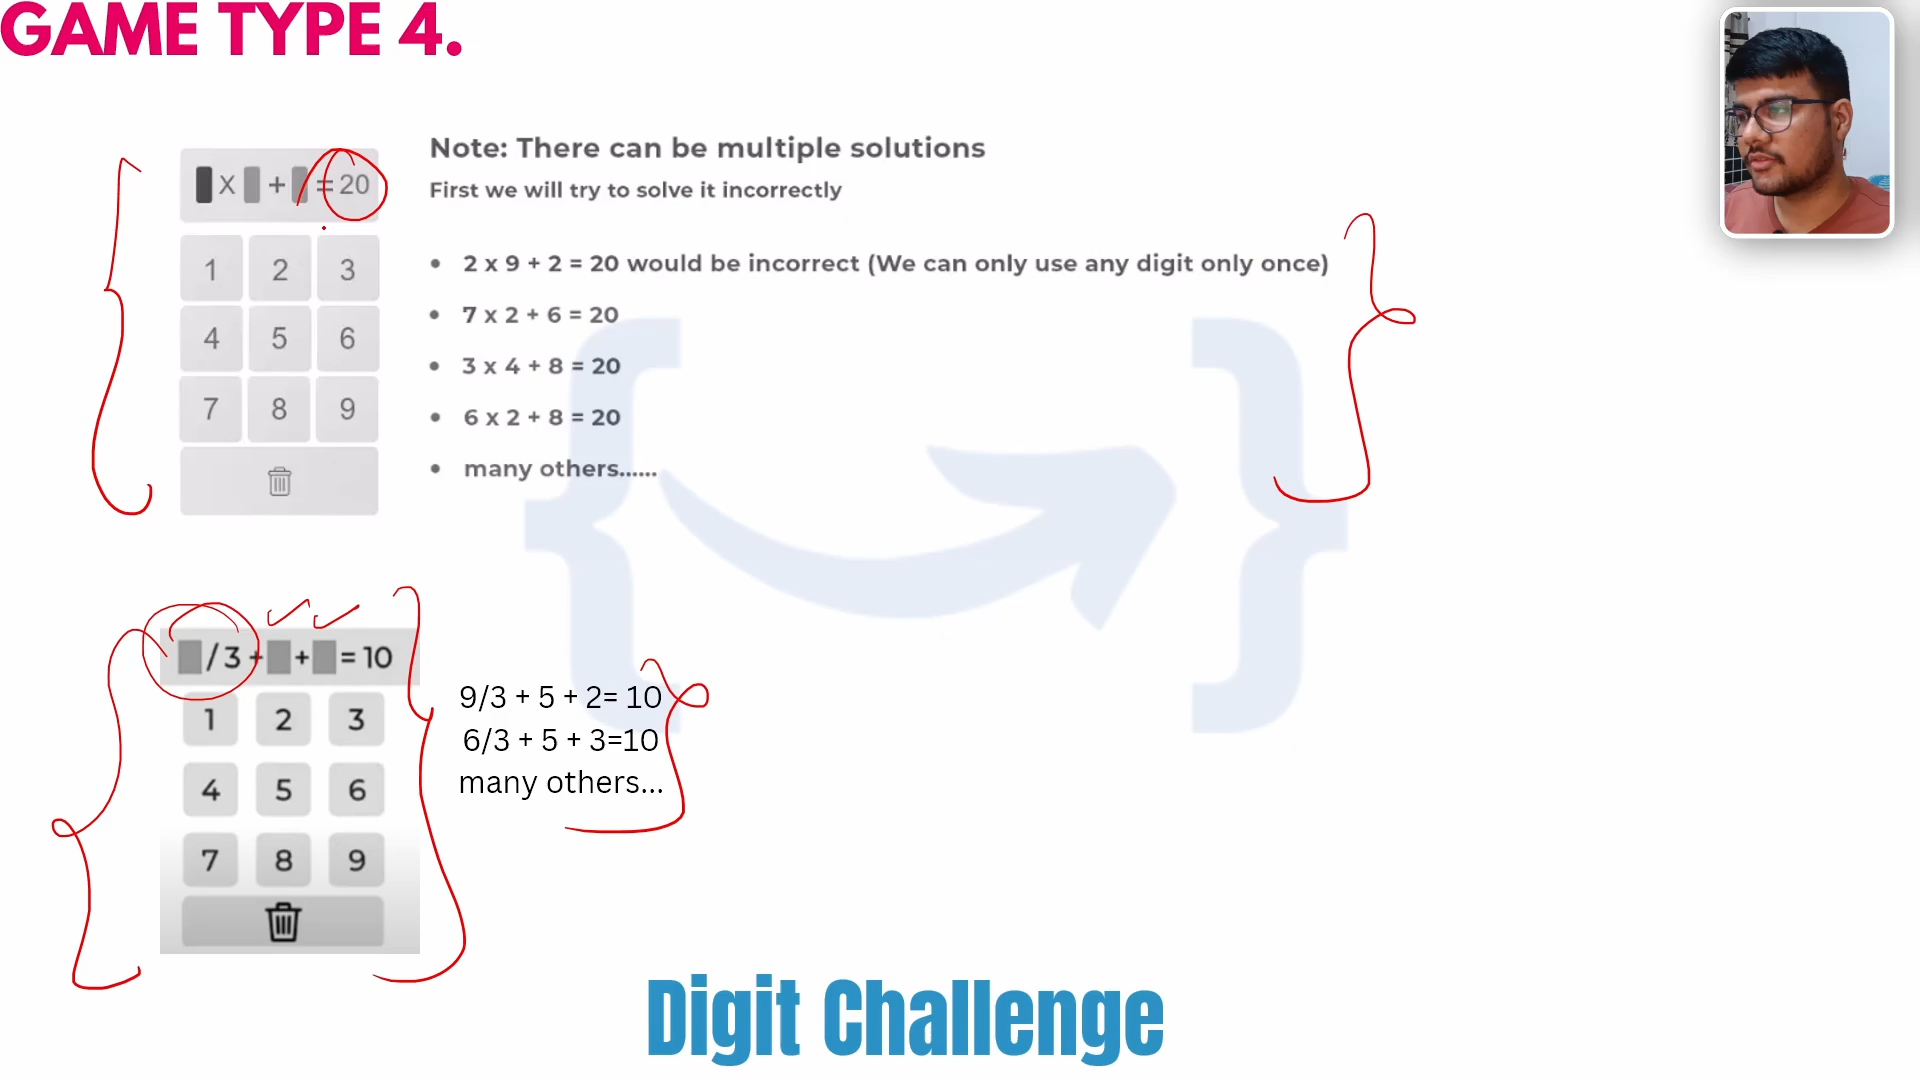 GAME TYPE 4.
X + = 20
1 2 3
4 5 6
7 8 9
Note: There can be multiple solutions
First we will try to solve it incorrectly
• 2 x 9 + 2 = 20 would be incorrect (We can only use any digit only once)
• 7 x 2 + 6 = 20
• 3 x 4 + 8 = 20
• 6 x 2 + 8 = 20
• many others......
/ 3 + + = 10
1 2 3
4 5 6
7 8 9
9/3 + 5 + 2= 10
6/3 + 5 + 3=10
many others...
Digit Challenge